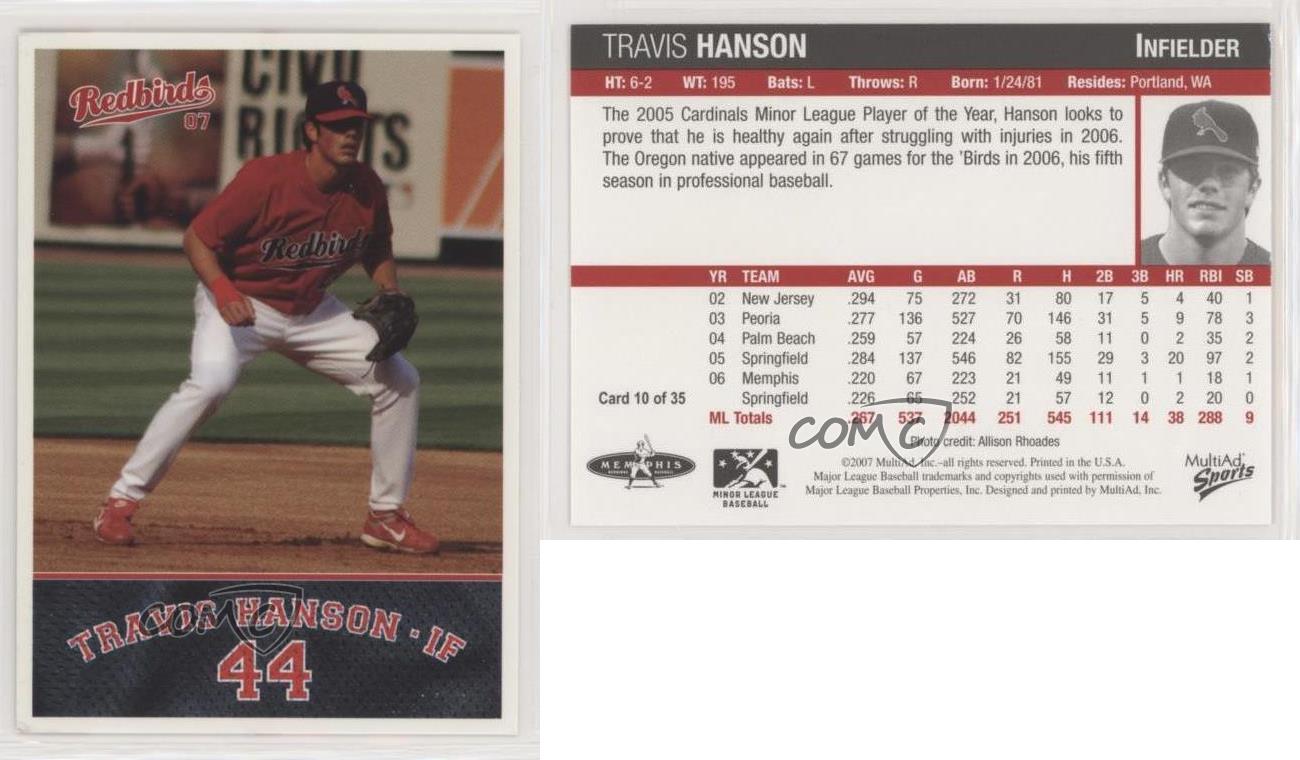 Redbirds
07
CIVIL
RIGHTS
Redbirds
TRAVIS HANSON · IF
44
COMC
TRAVIS HANSON INFIELDER
HT: 6-2 WT: 195 Bats: L Throws: R Born: 1/24/81 Resides: Portland, WA
The 2005 Cardinals Minor League Player of the Year, Hanson looks to
prove that he is healthy again after struggling with injuries in 2006.
The Oregon native appeared in 67 games for the 'Birds in 2006, his fifth
season in professional baseball.
YR TEAM AVG G AB R H 2B 3B HR RBI SB
02 New Jersey .294 75 272 31 80 17 5 4 40 1
03 Peoria .277 136 527 70 146 31 5 9 78 3
04 Palm Beach .259 57 224 26 58 11 0 2 35 2
05 Springfield .284 137 546 82 155 29 3 20 97 2
06 Memphis .220 67 223 21 49 11 1 1 18 1
Card 10 of 35 Springfield .226 65 252 21 57 12 0 2 20 0
ML Totals .267 537 2044 251 545 111 14 38 288 9
COMC
Photo credit: Allison Rhoades
MEMPHIS
MINOR LEAGUE
BASEBALL
©2007 MultiAd, Inc.–all rights reserved. Printed in the U.S.A.
Major League Baseball trademarks and copyrights used with permission of
Major League Baseball Properties, Inc. Designed and printed by MultiAd, Inc.
MultiAd
Sports